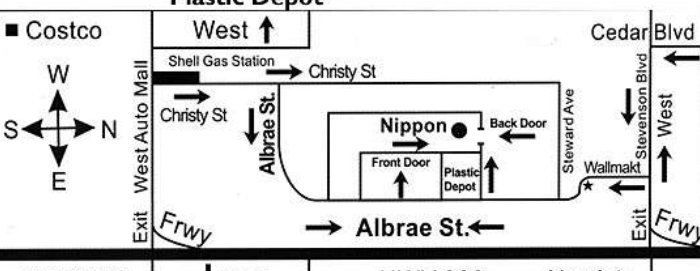 Plastic Depot
Costco
West
Cedar Blvd
Shell Gas Station
Christy St
Christy St
W
S
N
E
West Auto Mall
Exit
Frwy
Albrae St.
Nippon
Back Door
Front Door
Plastic
Depot
Steward Ave
Stevenson Blvd
West
Wallmakt
Albrae St.
Exit
Frwy